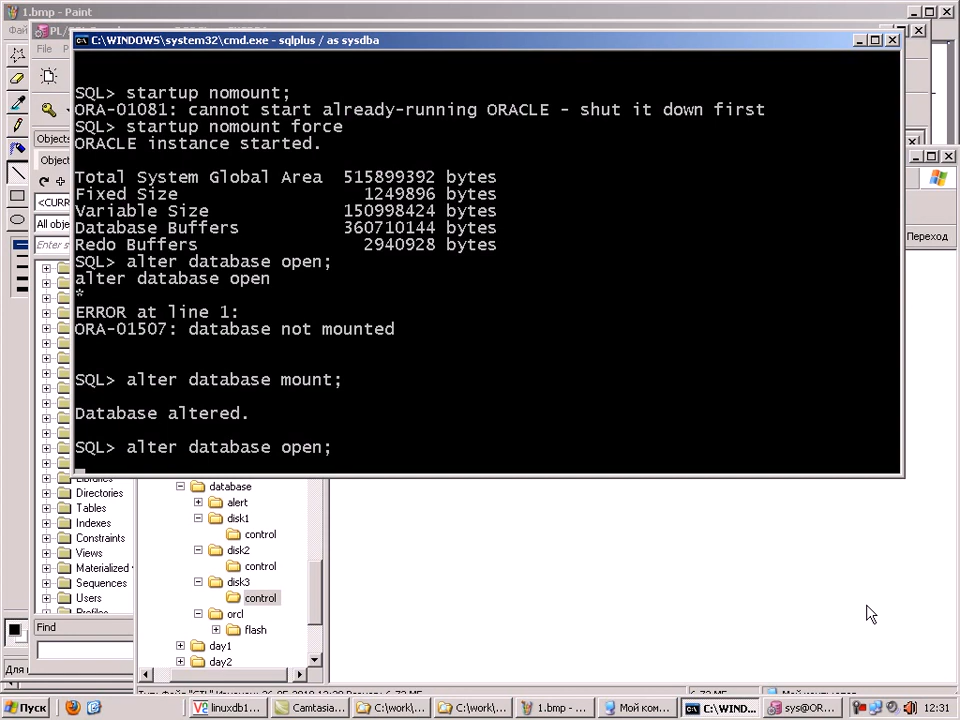 1.bmp - Paint
C:\WINDOWS\system32\cmd.exe - sqlplus / as sysdba
SQL> startup nomount;
ORA-01081: cannot start already-running ORACLE - shut it down first
SQL> startup nomount force
ORACLE instance started.
Total System Global Area 515899392 bytes
Fixed Size 1249896 bytes
Variable Size 150998424 bytes
Database Buffers 360710144 bytes
Redo Buffers 2940928 bytes
SQL> alter database open;
alter database open
*
ERROR at line 1:
ORA-01507: database not mounted
SQL> alter database mount;
Database altered.
SQL> alter database open;
File
Objects
Object
<CURR
All obje
Enter s
Переход
Directories
Tables
Indexes
Constraints
Views
Materialized
Sequences
Users
Find
database
alert
disk1
control
disk2
control
disk3
control
orcl
flash
day1
day2
Пуск
linuxdb1...
Camtasia...
C:\work\...
C:\work\...
1.bmp - ...
Мой ком...
C:\WIND...
sys@OR...
12:31